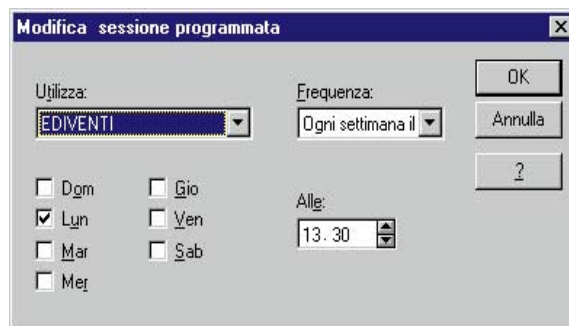 Modifica sessione programmata
Utilizza:
EDIVENTI
Frequenza:
Ogni settimana il
OK
Annulla
?
Dom
Lun
Mar
Mer
Gio
Ven
Sab
Alle:
13.30